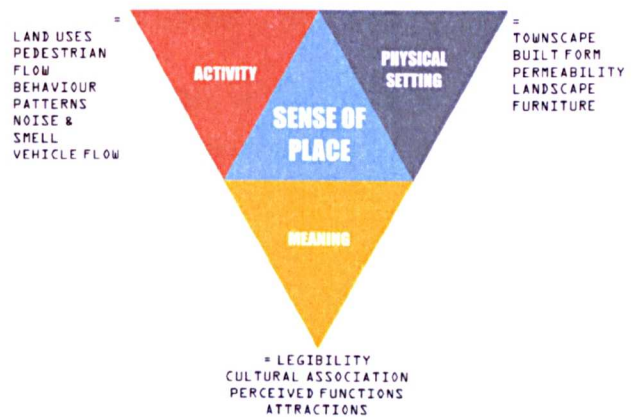 =
LAND USES
PEDESTRIAN
FLOW
BEHAVIOUR
PATTERNS
NOISE &
SMELL
VEHICLE FLOW
ACTIVITY
PHYSICAL
SETTING
SENSE OF
PLACE
MEANING
=
TOWNSCAPE
BUILT FORM
PERMEABILITY
LANDSCAPE
FURNITURE
= LEGIBILITY
CULTURAL ASSOCIATION
PERCEIVED FUNCTIONS
ATTRACTIONS